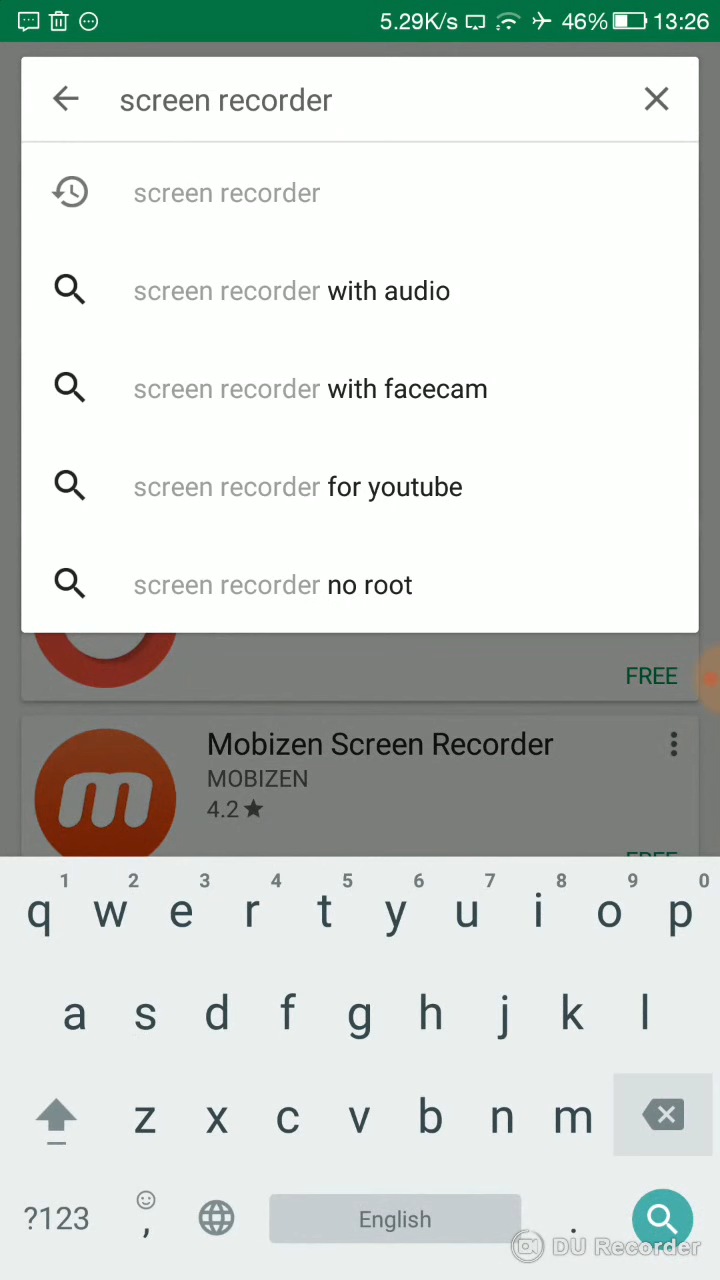 5.29K/s 46% 13:26
screen recorder
screen recorder
screen recorder with audio
screen recorder with facecam
screen recorder for youtube
screen recorder no root
FREE
Mobizen Screen Recorder
MOBIZEN
4.2★
FREE
1 2 3 4 5 6 7 8 9 0
q w e r t y u i o p
a s d f g h j k l
z x c v b n m
?123 , English .
DU Recorder